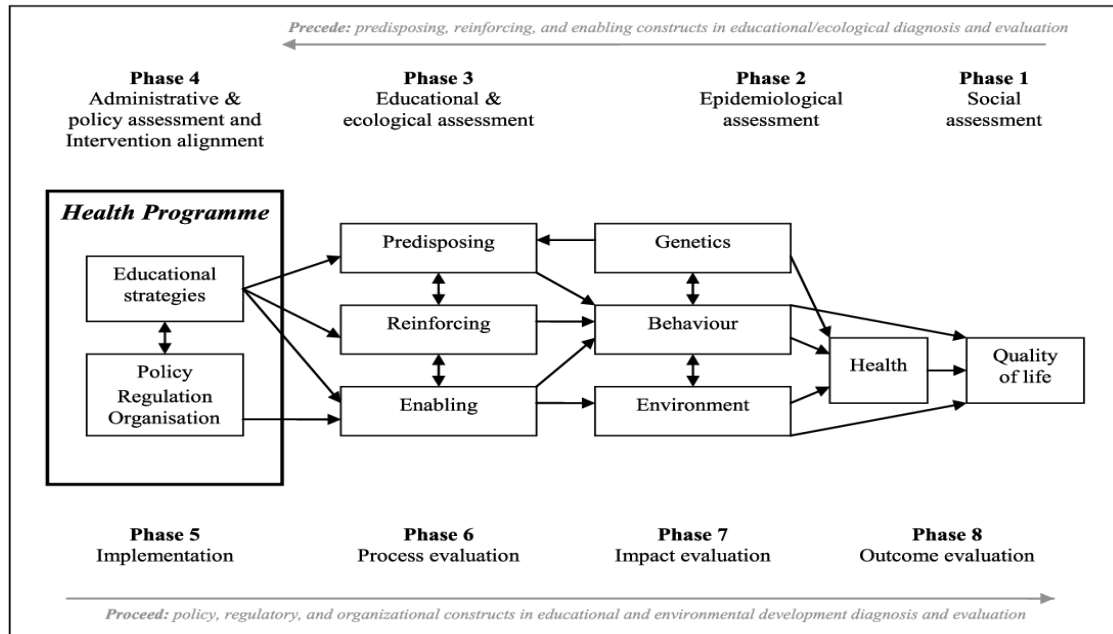 Precede: predisposing, reinforcing, and enabling constructs in educational/ecological diagnosis and evaluation
Phase 4
Administrative &
policy assessment and
Intervention alignment
Phase 3
Educational &
ecological assessment
Phase 2
Epidemiological
assessment
Phase 1
Social
assessment
Health Programme
Educational
strategies
Policy
Regulation
Organisation
Predisposing
Reinforcing
Enabling
Genetics
Behaviour
Environment
Health
Quality
of life
Phase 5
Implementation
Phase 6
Process evaluation
Phase 7
Impact evaluation
Phase 8
Outcome evaluation
Proceed: policy, regulatory, and organizational constructs in educational and environmental development diagnosis and evaluation